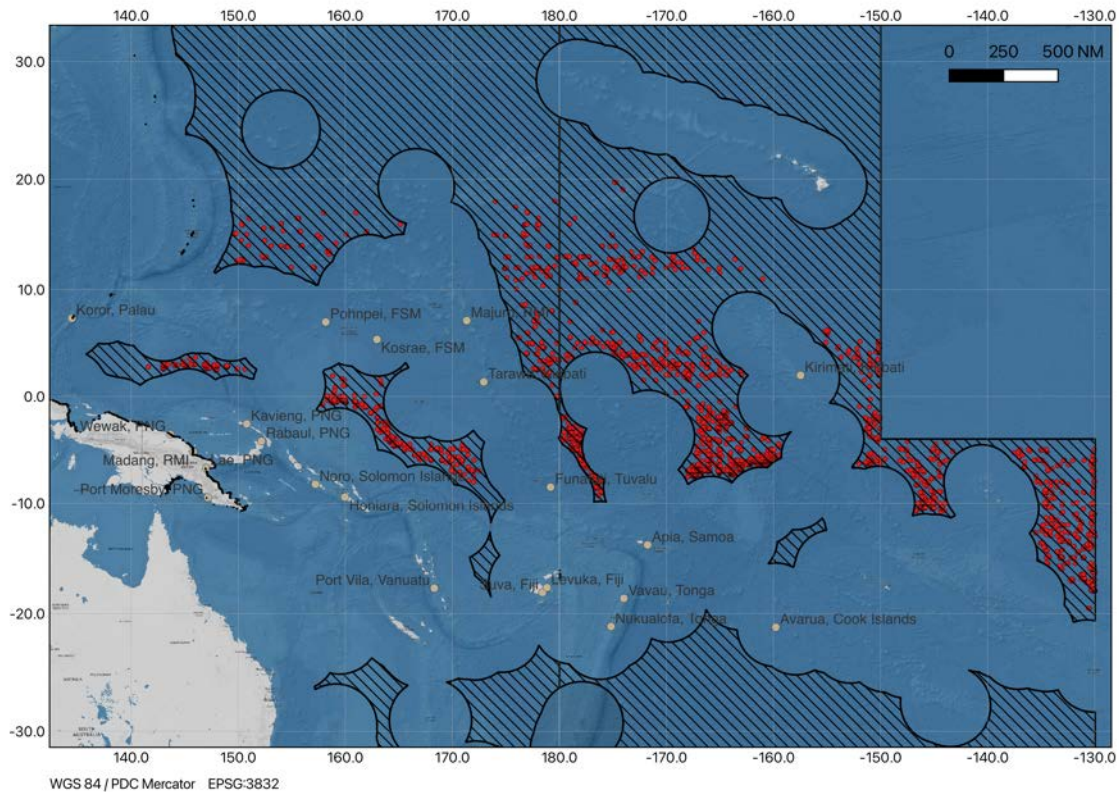 140.0 150.0 160.0 170.0 180.0 -170.0 -160.0 -150.0 -140.0 -130.0
30.0
0 250 500 NM
20.0
10.0
Koror, Palau
Pohnpei, FSM
Kosrae, FSM
Tarawa, Kiribati
0.0
Kavieng, PNG
Wewak, PNG
Rabaul, PNG
Madang, RMI
Lae, PNG
Port Moresby, PNG
Noro, Solomon Islands
Honiara, Solomon Islands
Funafuti, Tuvalu
-10.0
Apia, Samoa
Port Vila, Vanuatu
Suva, Fiji
Levuka, Fiji
Vavau, Tonga
-20.0
Nukualofa, Tonga
Avarua, Cook Islands
-30.0
140.0 150.0 160.0 170.0 180.0 -170.0 -160.0 -150.0 -140.0 -130.0
WGS 84 / PDC Mercator EPSG:3832